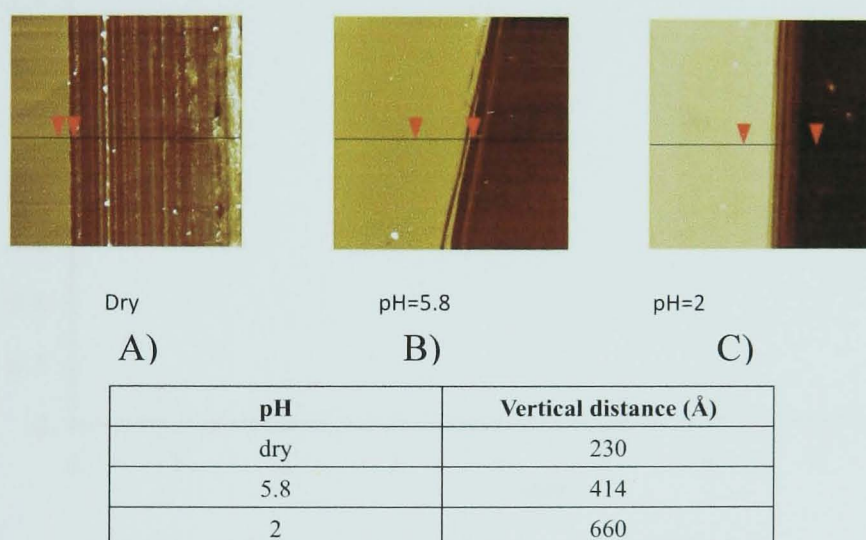 Dry pH=5.8 pH=2
A) B) C)
pH Vertical distance (Å)
dry 230
5.8 414
2 660